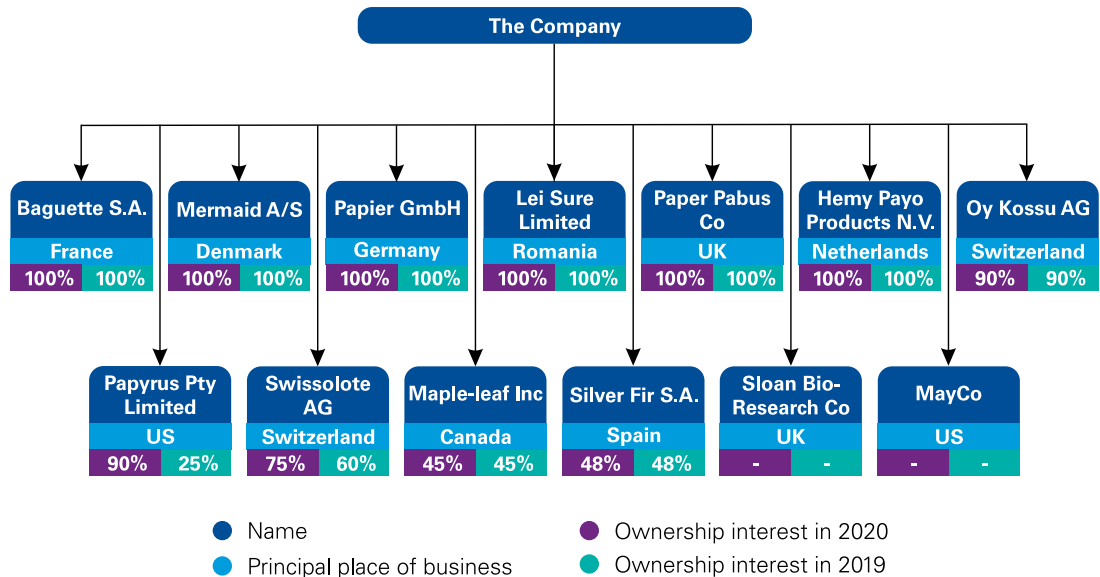 The Company
Baguette S.A.
France
100% 100%
Mermaid A/S
Denmark
100% 100%
Papier GmbH
Germany
100% 100%
Lei Sure
Limited
Romania
100% 100%
Paper Pabus
Co
UK
100% 100%
Hemy Payo
Products N.V.
Netherlands
100% 100%
Oy Kossu AG
Switzerland
90% 90%
Papyrus Pty
Limited
US
90% 25%
Swissolote
AG
Switzerland
75% 60%
Maple-leaf Inc
Canada
45% 45%
Silver Fir S.A.
Spain
48% 48%
Sloan Bio-
Research Co
UK
- -
MayCo
US
- -
Name
Principal place of business
Ownership interest in 2020
Ownership interest in 2019